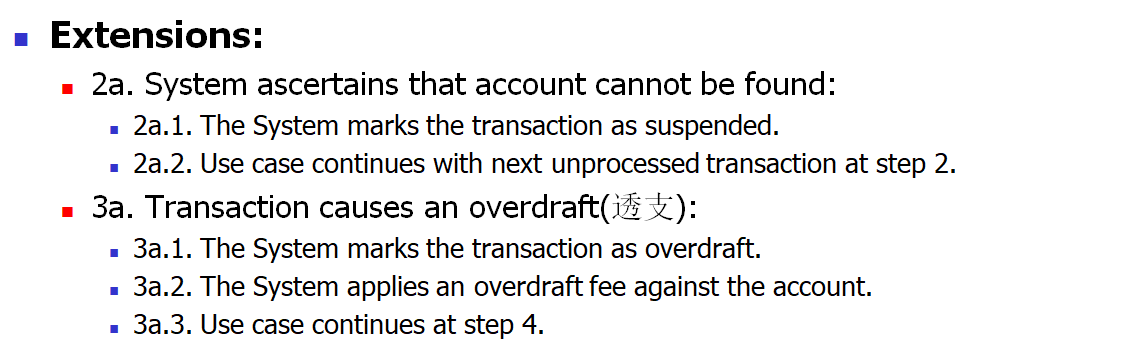 Extensions:
2a. System ascertains that account cannot be found:
2a.1. The System marks the transaction as suspended.
2a.2. Use case continues with next unprocessed transaction at step 2.
3a. Transaction causes an overdraft(透支):
3a.1. The System marks the transaction as overdraft.
3a.2. The System applies an overdraft fee against the account.
3a.3. Use case continues at step 4.